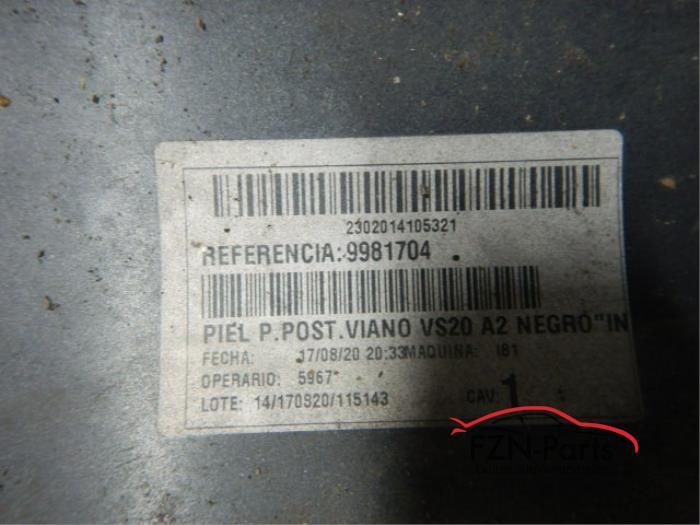 2302014105321
REFERENCIA: 9981704
PIEL P.POST.VIANO VS20 A2 NEGRO"IN
FECHA: 17/08/20 20:33 MAQUINA: I81
OPERARIO: 5967
LOTE: 14/170820/115143 CAV: 1
FZN-Parts